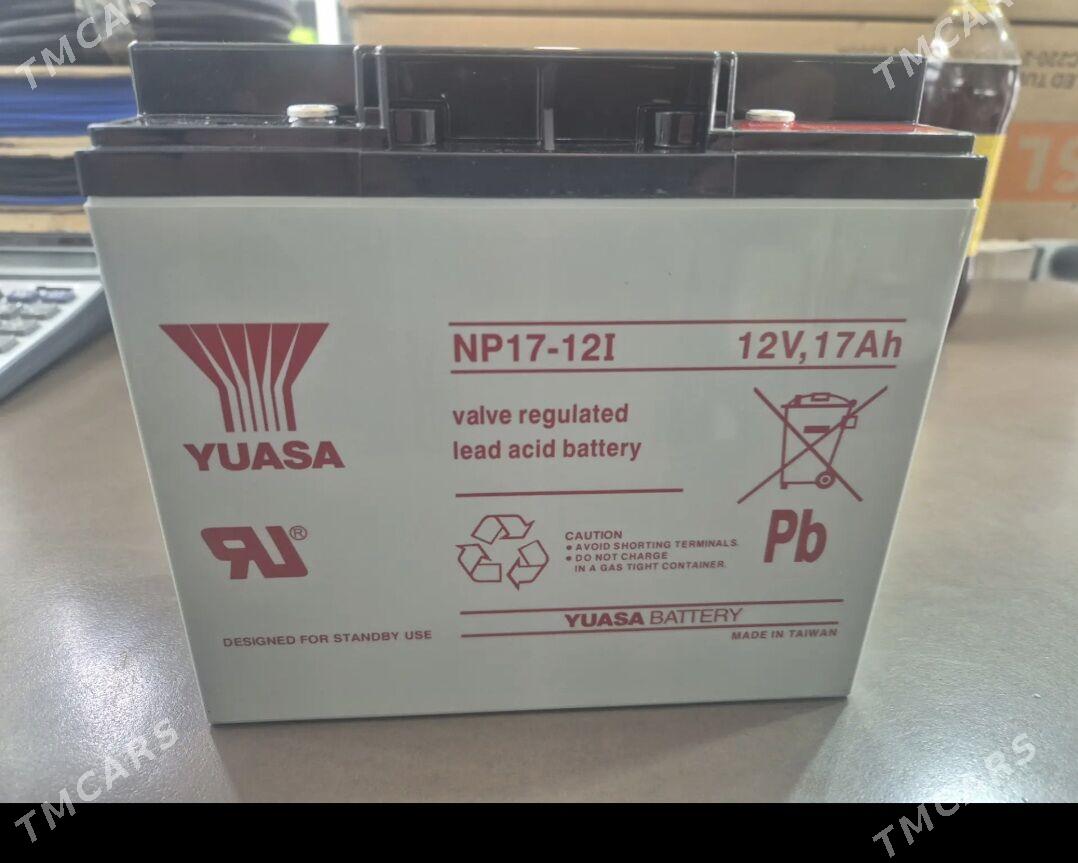 TMCARS
TMCARS
YUASA
NP17-12I
12V,17Ah
valve regulated
lead acid battery
Pb
CAUTION
• AVOID SHORTING TERMINALS.
• DO NOT CHARGE
IN A GAS TIGHT CONTAINER.
YUASA BATTERY
MADE IN TAIWAN
DESIGNED FOR STANDBY USE
TMCARS
TMCARS